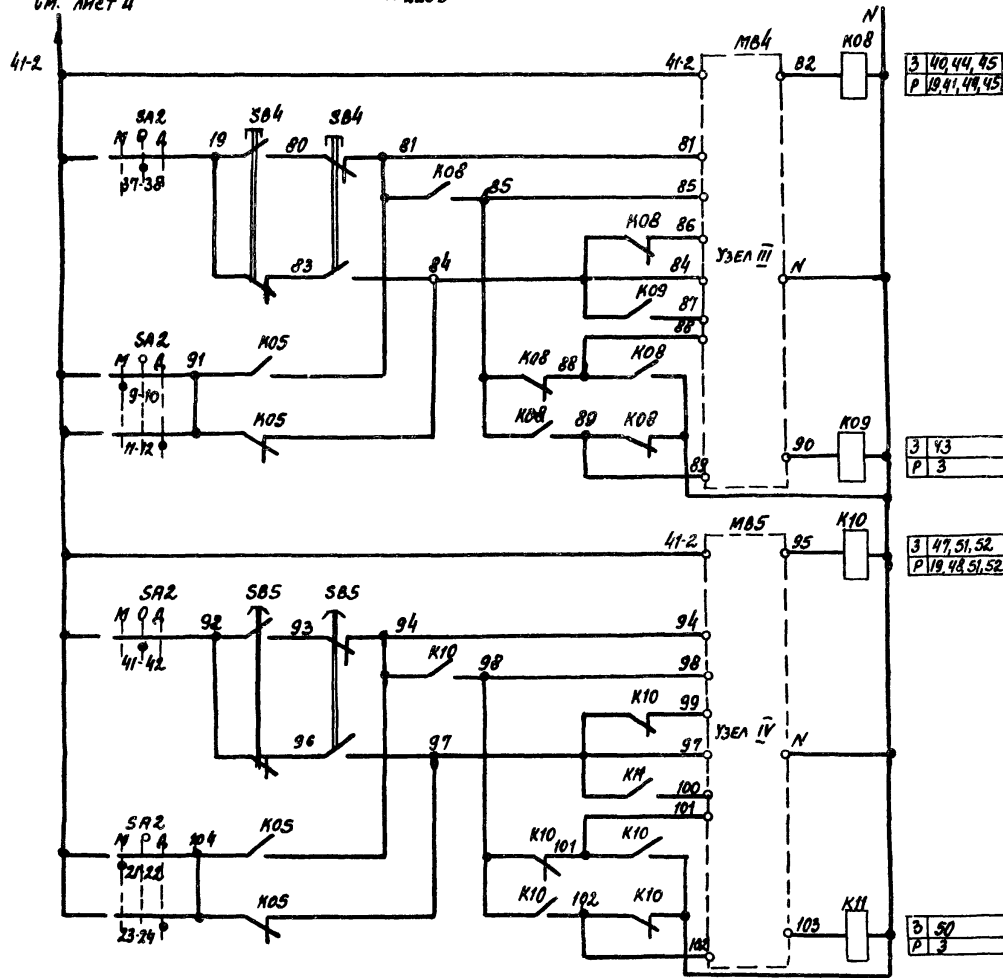 См. лист 4
N
41-2
41-2
МВ4
82
К08
З 40,44,45
Р 19,41,44,45
SA2
М О А
37-38
19
SB4
80
SB4
81
81
К08
85
85
К08
86
83
84
84
УЗЕЛ III
N
К09
87
88
SA2
М О А
91
К05
9-10
К08
88
К08
11-12
К05
К08
89
К08
89
90
К09
З 43
Р 3
41-2
МВ5
95
К10
З 47,51,52
Р 19,48,51,52
SA2
М О А
41-42
92
SB5
93
SB5
94
94
К10
98
98
К10
99
96
97
97
УЗЕЛ IV
N
К11
100
101
SA2
М О А
104
К05
21-22
К10
101
К10
23-24
К05
К10
102
К10
102
103
К11
З 50
Р 3